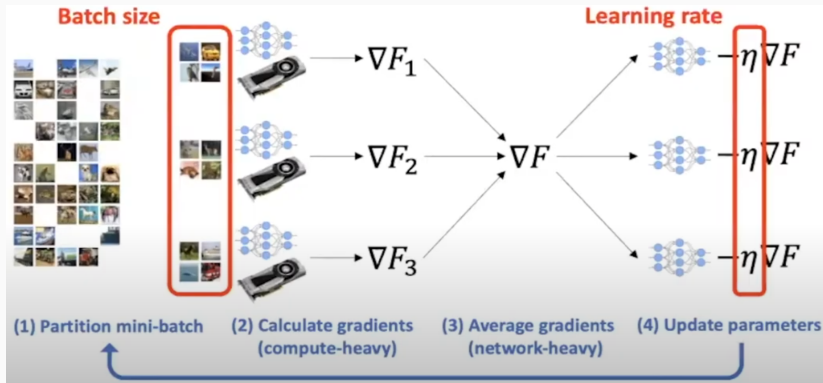 Batch size
Learning rate
∇F₁
−η∇F
∇F₂
∇F
−η∇F
∇F₃
−η∇F
(1) Partition mini-batch
(2) Calculate gradients
(compute-heavy)
(3) Average gradients
(network-heavy)
(4) Update parameters